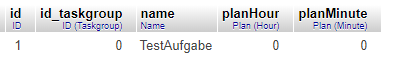 id id_taskgroup name planHour planMinute
ID ID (Taskgroup) Name Plan (Hour) Plan (Minute)
1 0 TestAufgabe 0 0